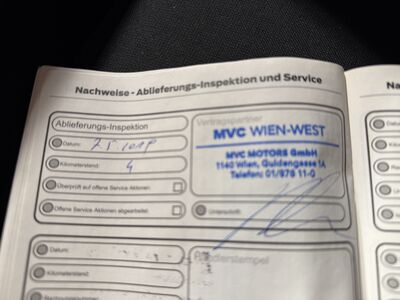 Nachweise - Ablieferungs-Inspektion und Service
Na
Ablieferungs-Inspektion
Datum:
Kilometerstand: 4
Überprüft auf offene Service Aktionen:
Offene Service Aktionen abgearbeitet:
Vertragspartner
MVC WIEN-WEST
MVC MOTORS GmbH
1140 Wien, Guldengasse 1A
Telefon: 01/979 11-0
Unterschrift:
Datum:
Kilometerstand:
Händlerstempel